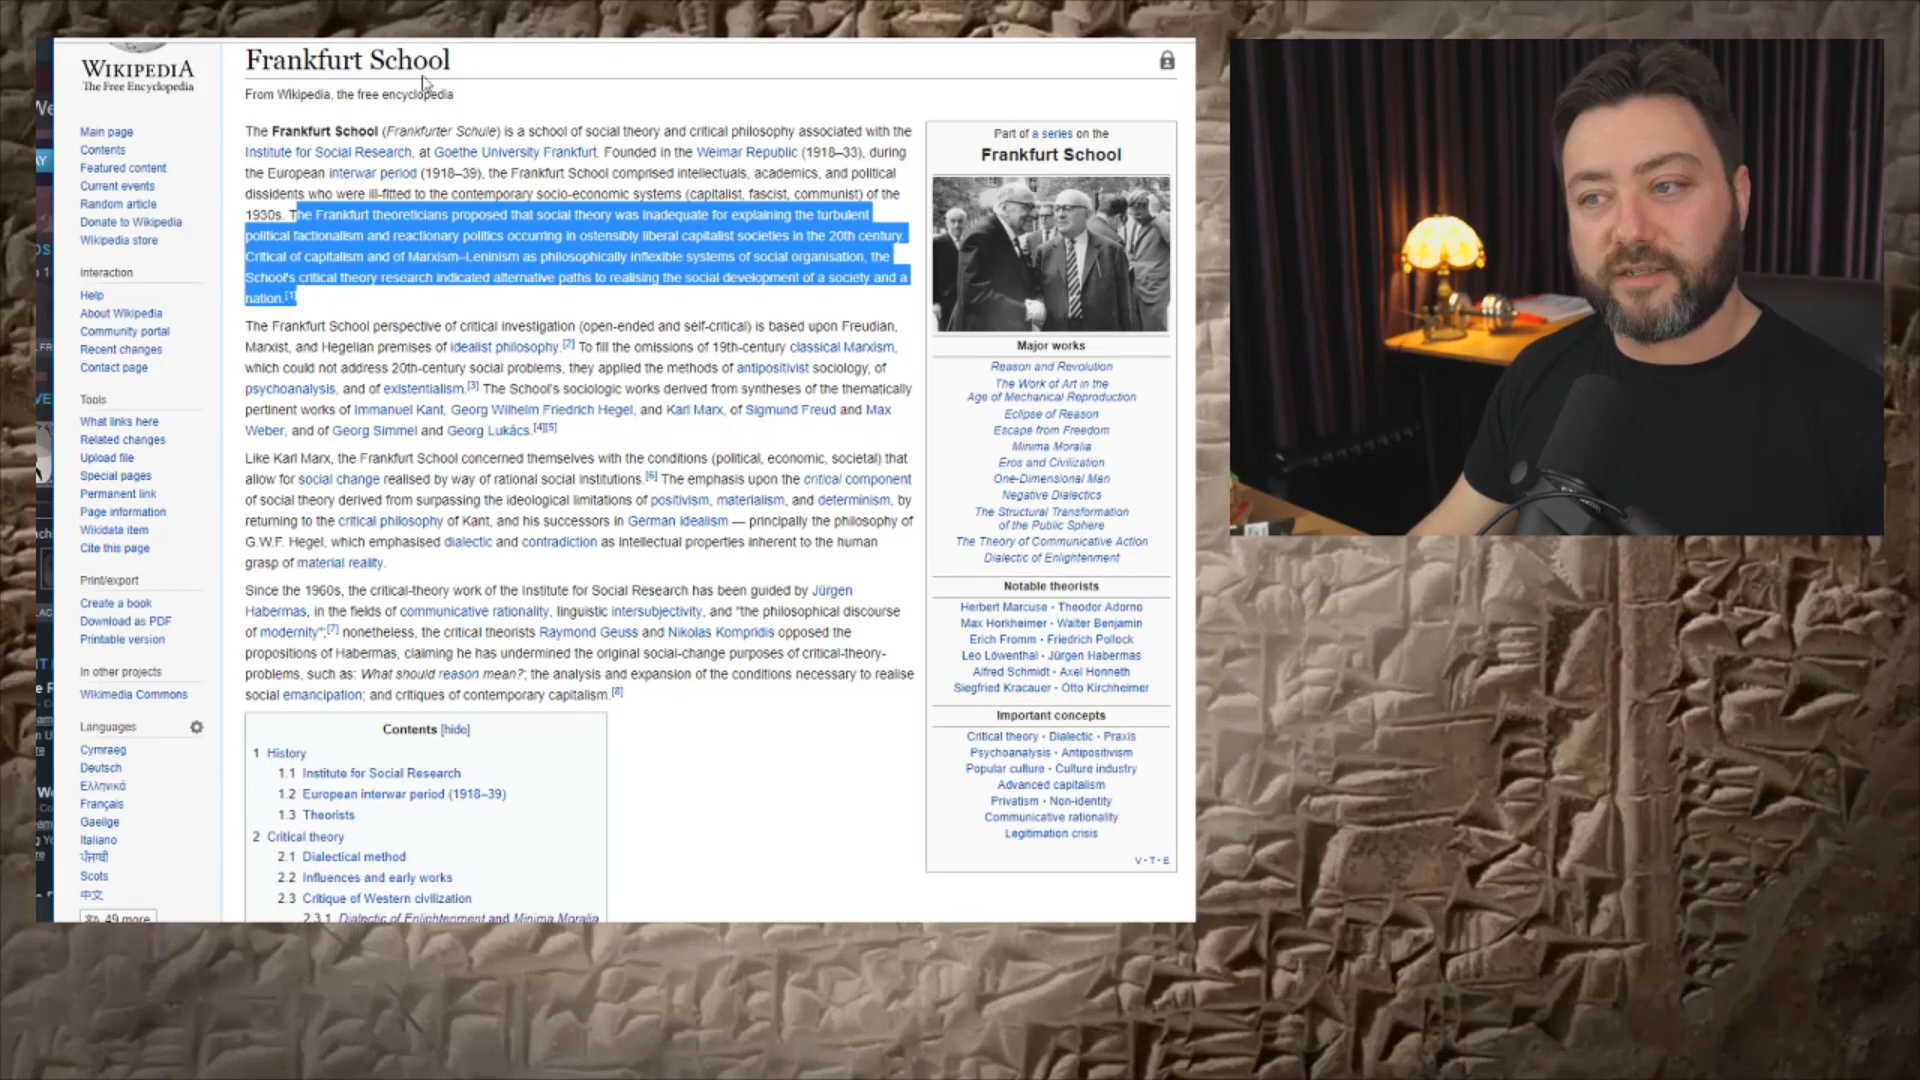 WIKIPEDIA
The Free Encyclopedia
Main page
Contents
Featured content
Current events
Random article
Donate to Wikipedia
Wikipedia store
Interaction
Help
About Wikipedia
Community portal
Recent changes
Contact page
Tools
What links here
Related changes
Upload file
Special pages
Permanent link
Page information
Wikidata item
Cite this page
Print/export
Create a book
Download as PDF
Printable version
In other projects
Wikimedia Commons
Languages
Cymraeg
Deutsch
Ελληνικά
Français
Gaeilge
Italiano
ਪੰਜਾਬੀ
Scots
中文
49 more
Frankfurt School
From Wikipedia, the free encyclopedia
The Frankfurt School (Frankfurter Schule) is a school of social theory and critical philosophy associated with the
Institute for Social Research, at Goethe University Frankfurt. Founded in the Weimar Republic (1918–33), during
the European interwar period (1918–39), the Frankfurt School comprised intellectuals, academics, and political
dissidents who were ill-fitted to the contemporary socio-economic systems (capitalist, fascist, communist) of the
1930s. The Frankfurt theoreticians proposed that social theory was inadequate for explaining the turbulent
political factionalism and reactionary politics occurring in ostensibly liberal capitalist societies in the 20th century.
Critical of capitalism and of Marxism–Leninism as philosophically inflexible systems of social organisation, the
School's critical theory research indicated alternative paths to realising the social development of a society and a
nation.[1]
The Frankfurt School perspective of critical investigation (open-ended and self-critical) is based upon Freudian,
Marxist, and Hegelian premises of idealist philosophy.[2] To fill the omissions of 19th-century classical Marxism,
which could not address 20th-century social problems, they applied the methods of antipositivist sociology, of
psychoanalysis, and of existentialism.[3] The School's sociologic works derived from syntheses of the thematically
pertinent works of Immanuel Kant, Georg Wilhelm Friedrich Hegel, and Karl Marx, of Sigmund Freud and Max
Weber, and of Georg Simmel and Georg Lukács.[4][5]
Like Karl Marx, the Frankfurt School concerned themselves with the conditions (political, economic, societal) that
allow for social change realised by way of rational social institutions.[6] The emphasis upon the critical component
of social theory derived from surpassing the ideological limitations of positivism, materialism, and determinism, by
returning to the critical philosophy of Kant, and his successors in German idealism — principally the philosophy of
G.W.F. Hegel, which emphasised dialectic and contradiction as intellectual properties inherent to the human
grasp of material reality.
Since the 1960s, the critical-theory work of the Institute for Social Research has been guided by Jürgen
Habermas, in the fields of communicative rationality, linguistic intersubjectivity, and "the philosophical discourse
of modernity";[7] nonetheless, the critical theorists Raymond Geuss and Nikolas Kompridis opposed the
propositions of Habermas, claiming he has undermined the original social-change purposes of critical-theory-
problems, such as: What should reason mean?; the analysis and expansion of the conditions necessary to realise
social emancipation; and critiques of contemporary capitalism.[8]
Contents [hide]
1 History
1.1 Institute for Social Research
1.2 European interwar period (1918–39)
1.3 Theorists
2 Critical theory
2.1 Dialectical method
2.2 Influences and early works
2.3 Critique of Western civilization
2.3.1 Dialectic of Enlightenment and Minima Moralia
Part of a series on the
Frankfurt School
Major works
Reason and Revolution
The Work of Art in the
Age of Mechanical Reproduction
Eclipse of Reason
Escape from Freedom
Minima Moralia
Eros and Civilization
One-Dimensional Man
Negative Dialectics
The Structural Transformation
of the Public Sphere
The Theory of Communicative Action
Dialectic of Enlightenment
Notable theorists
Herbert Marcuse · Theodor Adorno
Max Horkheimer · Walter Benjamin
Erich Fromm · Friedrich Pollock
Leo Löwenthal · Jürgen Habermas
Alfred Schmidt · Axel Honneth
Siegfried Kracauer · Otto Kirchheimer
Important concepts
Critical theory · Dialectic · Praxis
Psychoanalysis · Antipositivism
Popular culture · Culture industry
Advanced capitalism
Privatism · Non-identity
Communicative rationality
Legitimation crisis
V · T · E